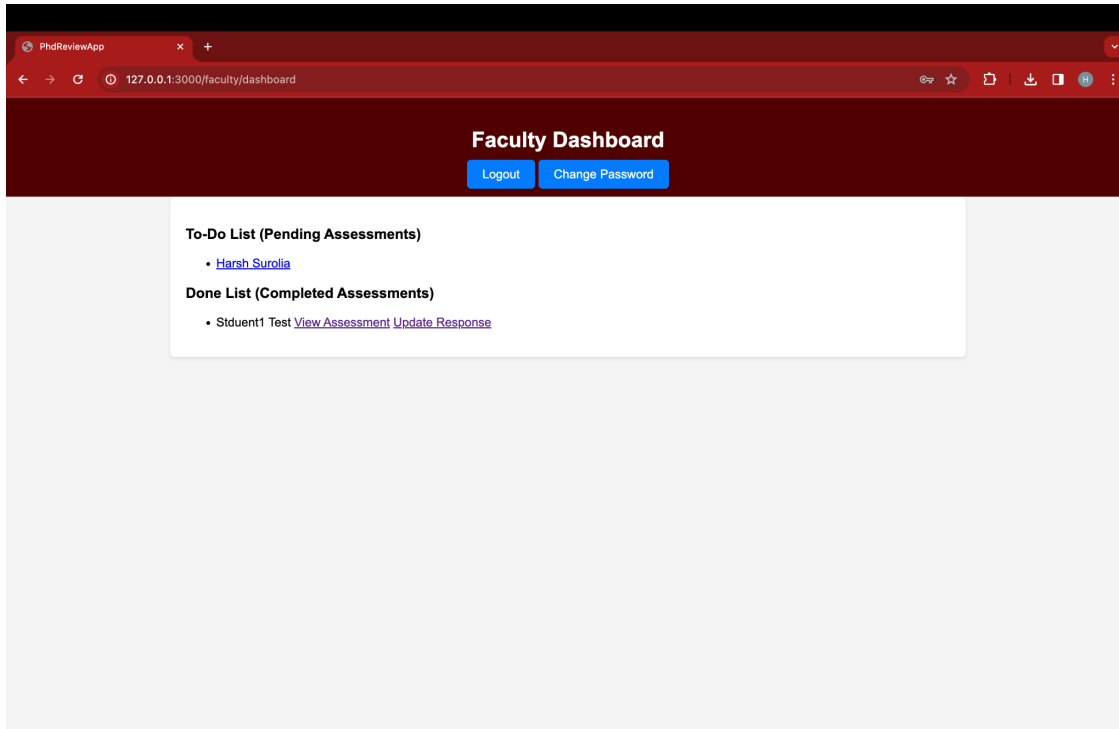 PhdReviewApp
127.0.0.1:3000/faculty/dashboard
H
Faculty Dashboard
Logout Change Password
To-Do List (Pending Assessments)
• Harsh Surolia
Done List (Completed Assessments)
• Stduent1 Test View Assessment Update Response